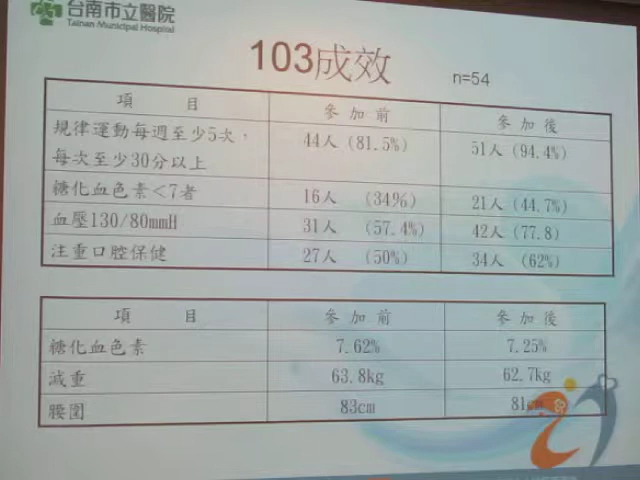 台南市立醫院
Tainan Municipal Hospital
103成效
n=54
項 目 參加前 參加後
規律運動每週至少5次, 44人(81.5%) 51人(94.4%)
每次至少30分以上
糖化血色素<7者 16人 (34%) 21人(44.7%)
血壓130/80mmH 31人 (57.4%) 42人(77.8)
注重口腔保健 27人 (50%) 34人 (62%)
項 目 參加前 參加後
糖化血色素 7.62% 7.25%
減重 63.8kg 62.7kg
腰圍 83cm 81cm